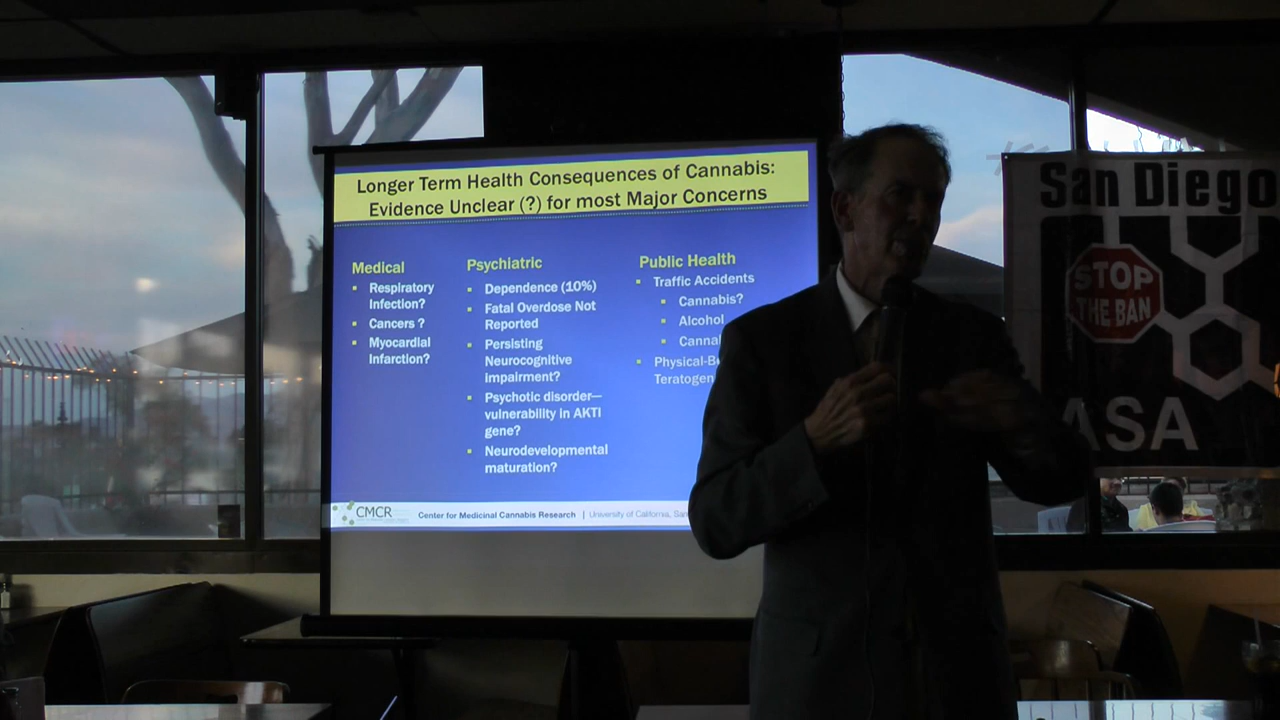 Longer Term Health Consequences of Cannabis:
Evidence Unclear (?) for most Major Concerns
Medical
Respiratory
Infection?
Cancers ?
Myocardial
Infarction?
Psychiatric
Dependence (10%)
Fatal Overdose Not
Reported
Persisting
Neurocognitive
impairment?
Psychotic disorder—
vulnerability in AKTI
gene?
Neurodevelopmental
maturation?
Public Health
Traffic Accidents
Cannabis?
Alcohol
Canna
Physical-B
Teratogen
CMCR
Center for Medicinal Cannabis Research | University of California, San
San Diego
STOP
THE BAN
ASA